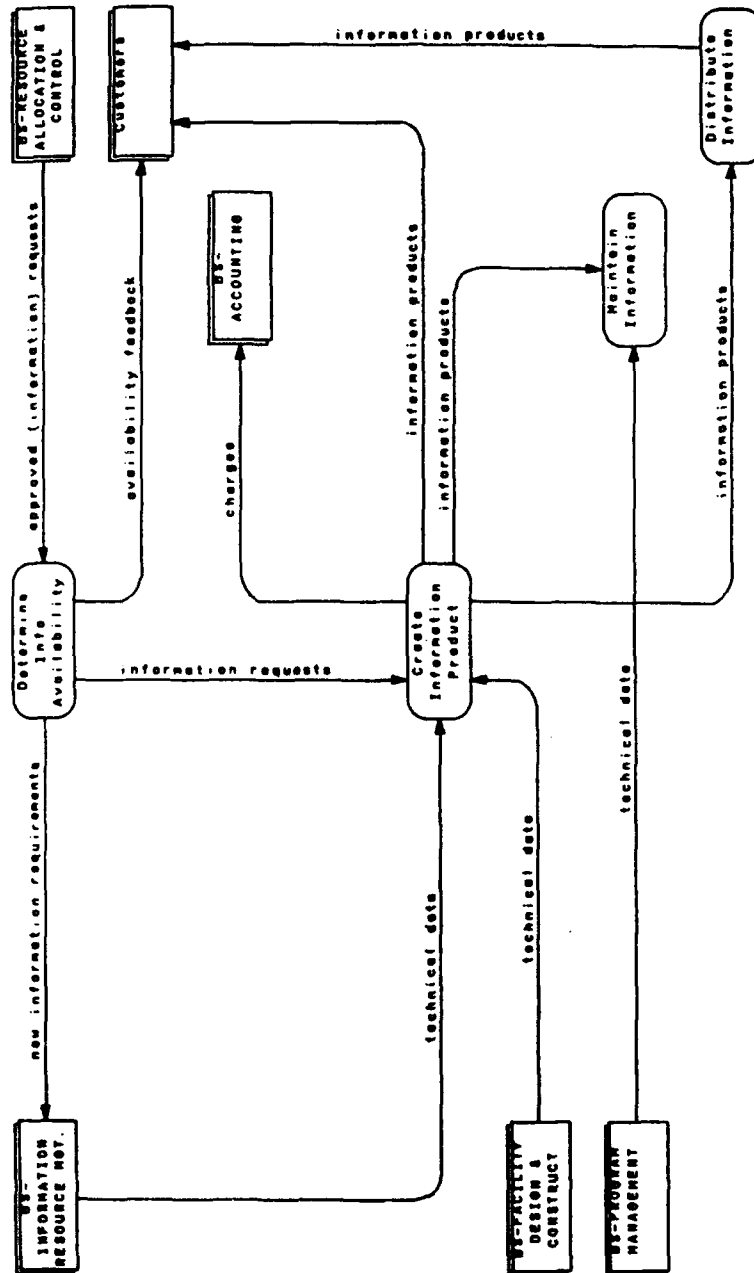 BS-
INFORMATION
RESOURCE MGT.
new information requirements
Determine
Info
Availability
approved (information) requests
BS-RESOURCE
ALLOCATION &
CONTROL
availability feedback
Customers
information requests
charges
BS-
ACCOUNTING
technical data
Create
Information
Product
information products
information products
information products
BS-FACILITY
DESIGN &
CONSTRUCT
technical data
Maintain
Information
BS-PROGRAM
MANAGEMENT
technical data
information products
Distribute
Information